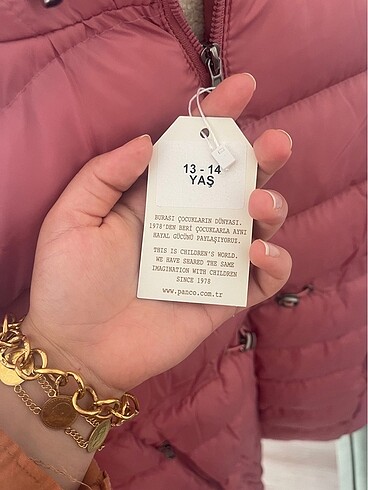 13 - 14
YAŞ
BURASI ÇOCUKLARIN DÜNYASI.
1978'DEN BERİ ÇOCUKLARLA AYNI
HAYAL GÜCÜNÜ PAYLAŞIYORUZ.
THIS IS CHILDREN'S WORLD.
WE HAVE SHARED THE SAME
IMAGINATION WITH CHILDREN
SINCE 1978
www.panco.com.tr